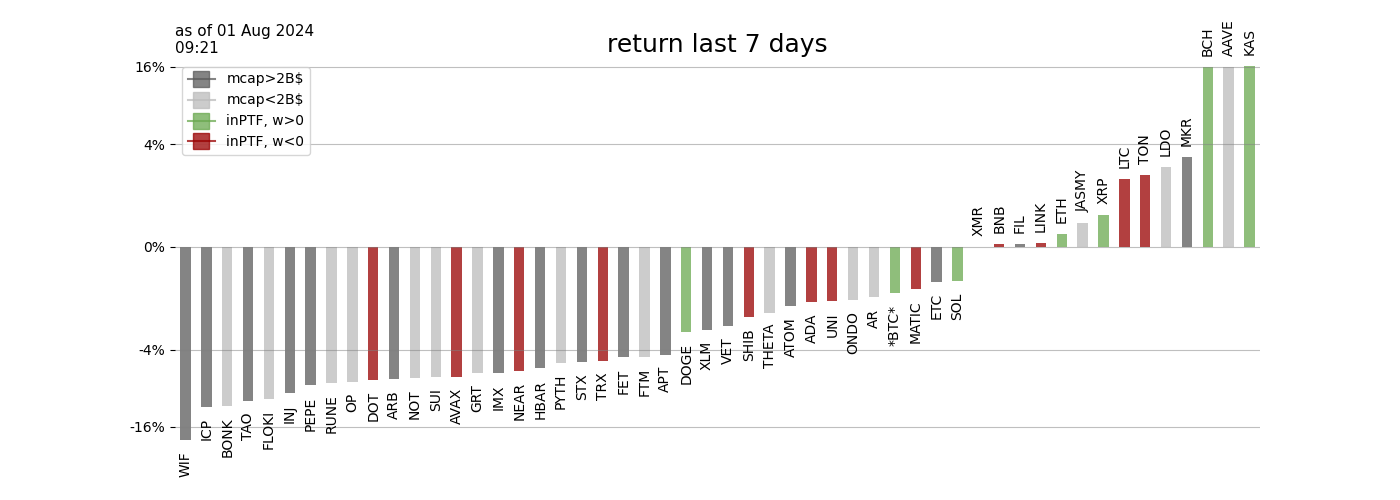 as of 01 Aug 2024
09:21
return last 7 days
16%
4%
0%
-4%
-16%
mcap>2B$
mcap<2B$
inPTF, w>0
inPTF, w<0
WIF
ICP
BONK
TAO
FLOKI
INJ
PEPE
RUNE
OP
DOT
ARB
NOT
SUI
AVAX
GRT
IMX
NEAR
HBAR
PYTH
STX
TRX
FET
FTM
APT
DOGE
XLM
VET
SHIB
THETA
ATOM
ADA
UNI
ONDO
AR
*BTC*
MATIC
ETC
SOL
XMR
BNB
FIL
LINK
ETH
JASMY
XRP
LTC
TON
LDO
MKR
BCH
AAVE
KAS